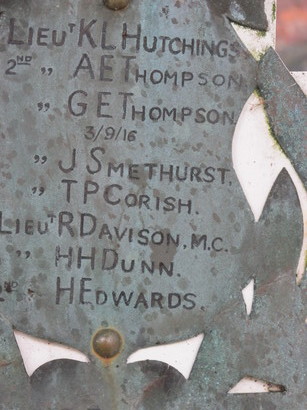 Lieut K L Hutchings
2nd „ A E Thompson
„ G E Thompson
3/9/16
„ J Smethurst.
„ T P Corish.
Lieut R Davison, M.C.
„ H H Dunn.
„ H Edwards.